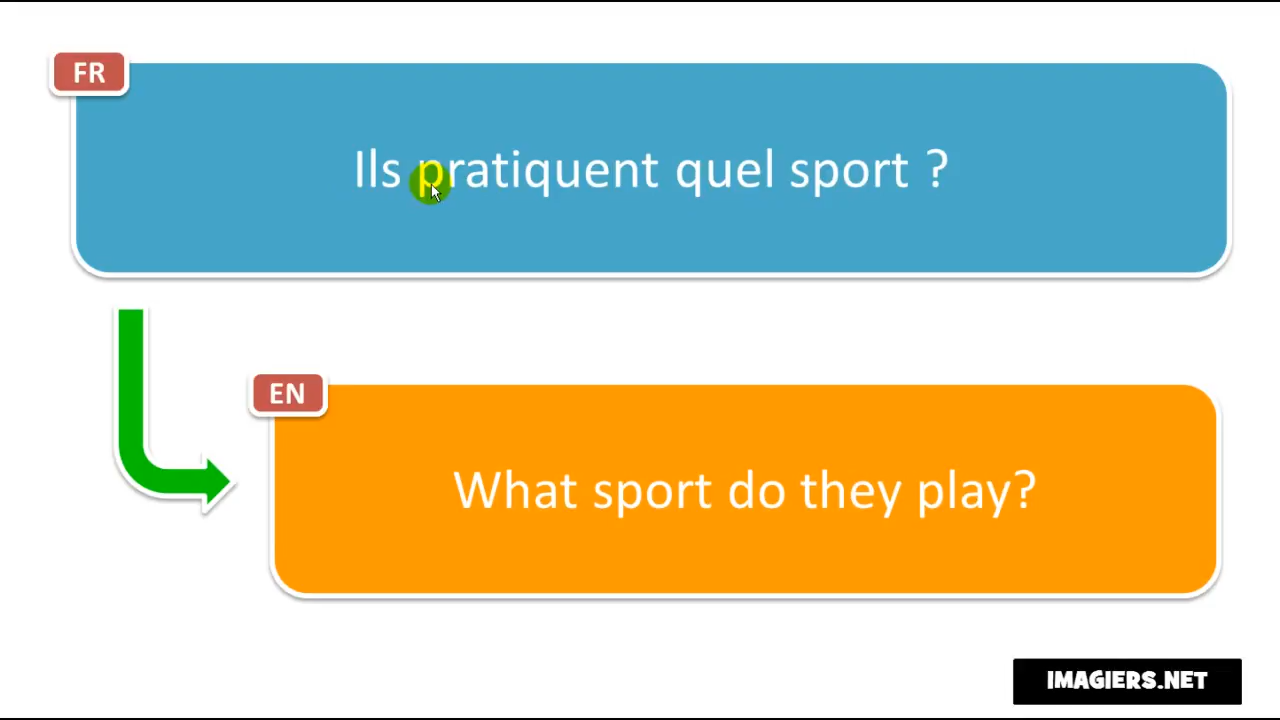 FR
Ils pratiquent quel sport ?
EN
What sport do they play?
IMAGIERS.NET